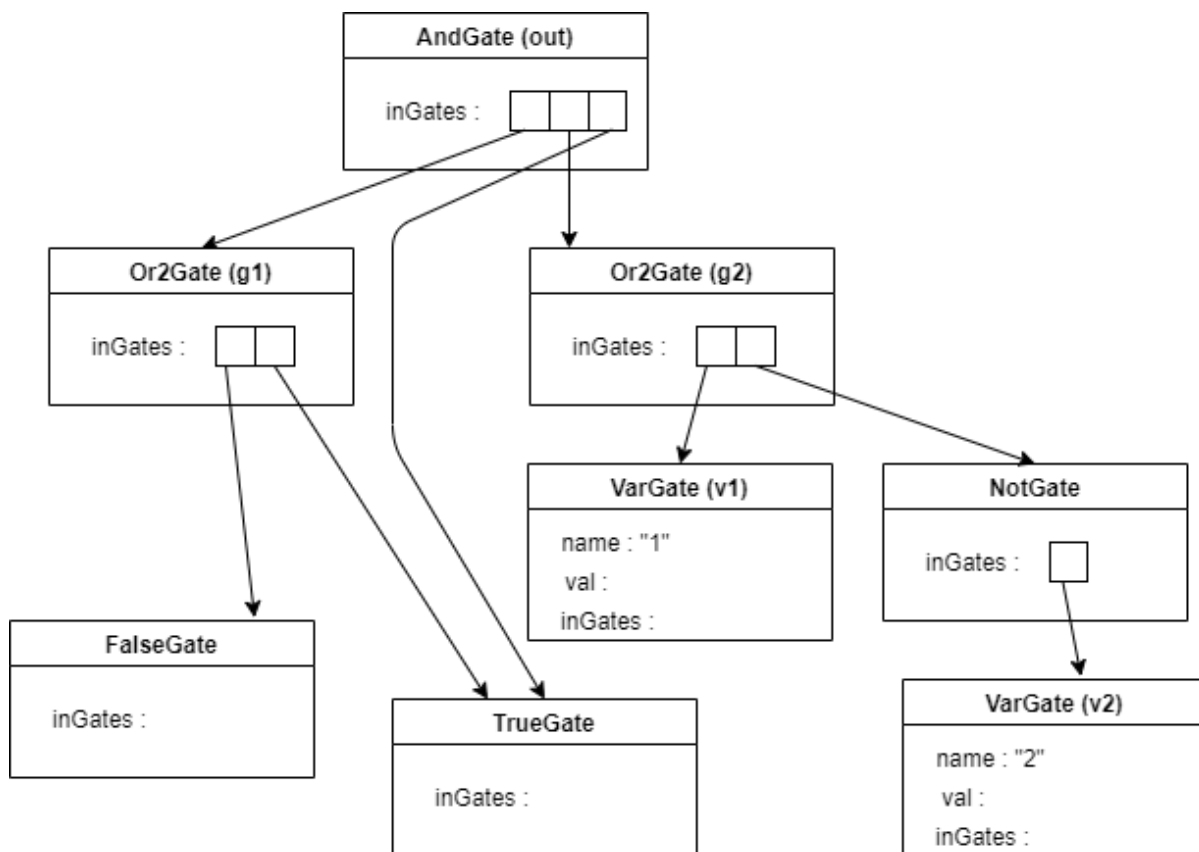 AndGate (out)
inGates :
Or2Gate (g1)
inGates :
Or2Gate (g2)
inGates :
VarGate (v1)
name : "1"
val :
inGates :
NotGate
inGates :
FalseGate
inGates :
TrueGate
inGates :
VarGate (v2)
name : "2"
val :
inGates :